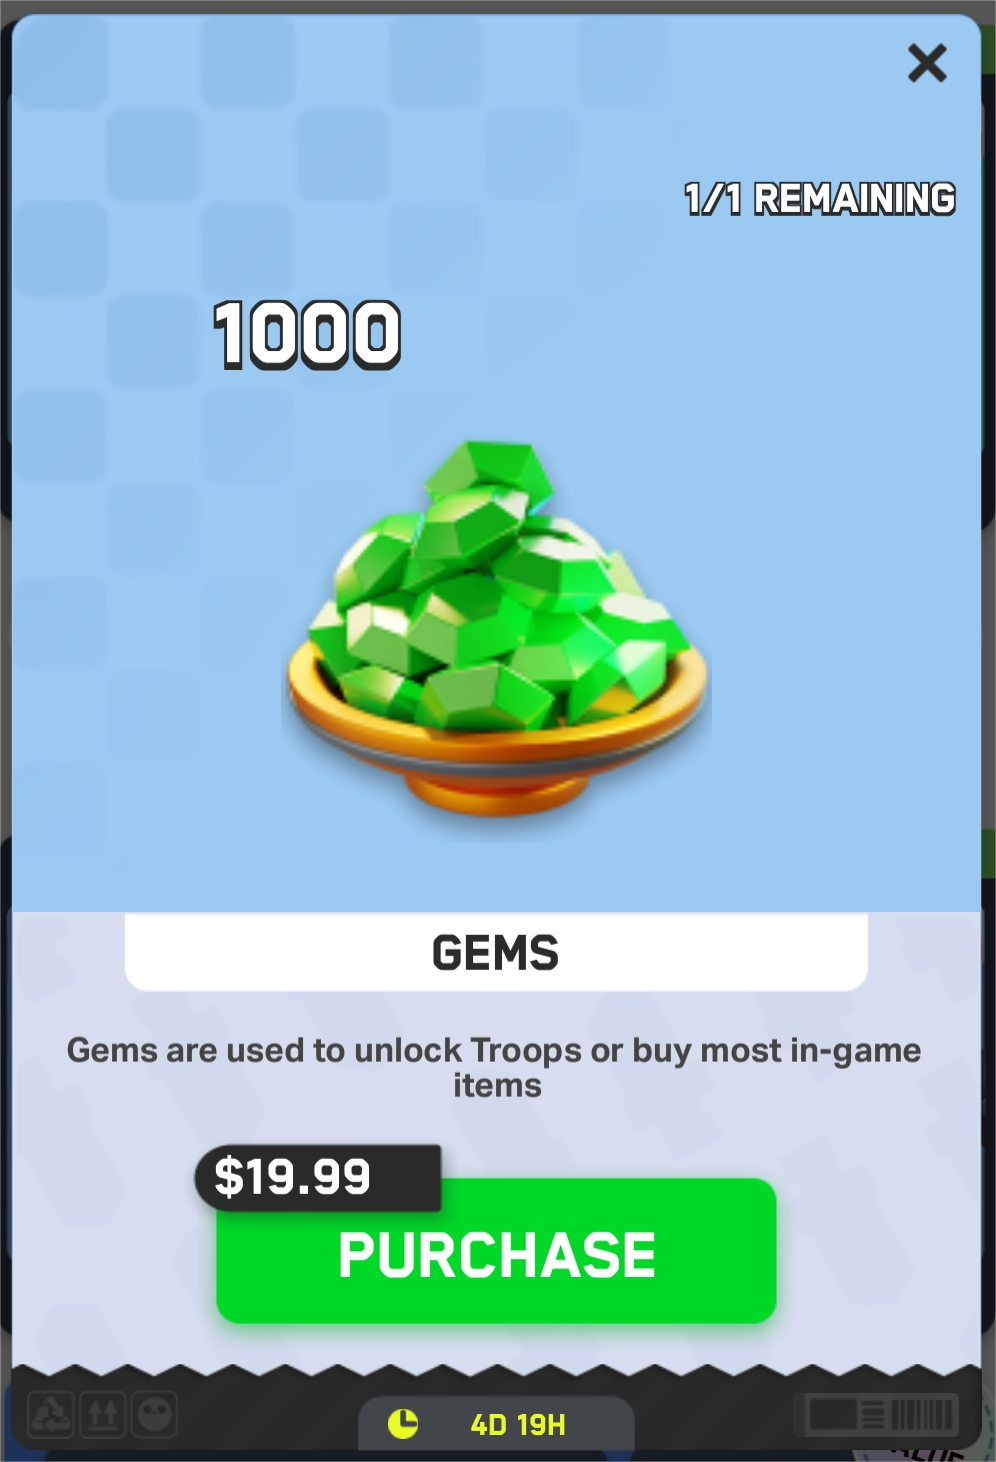 1/1 REMAINING
1000
GEMS
Gems are used to unlock Troops or buy most in-game
items
$19.99
PURCHASE
4D 19H